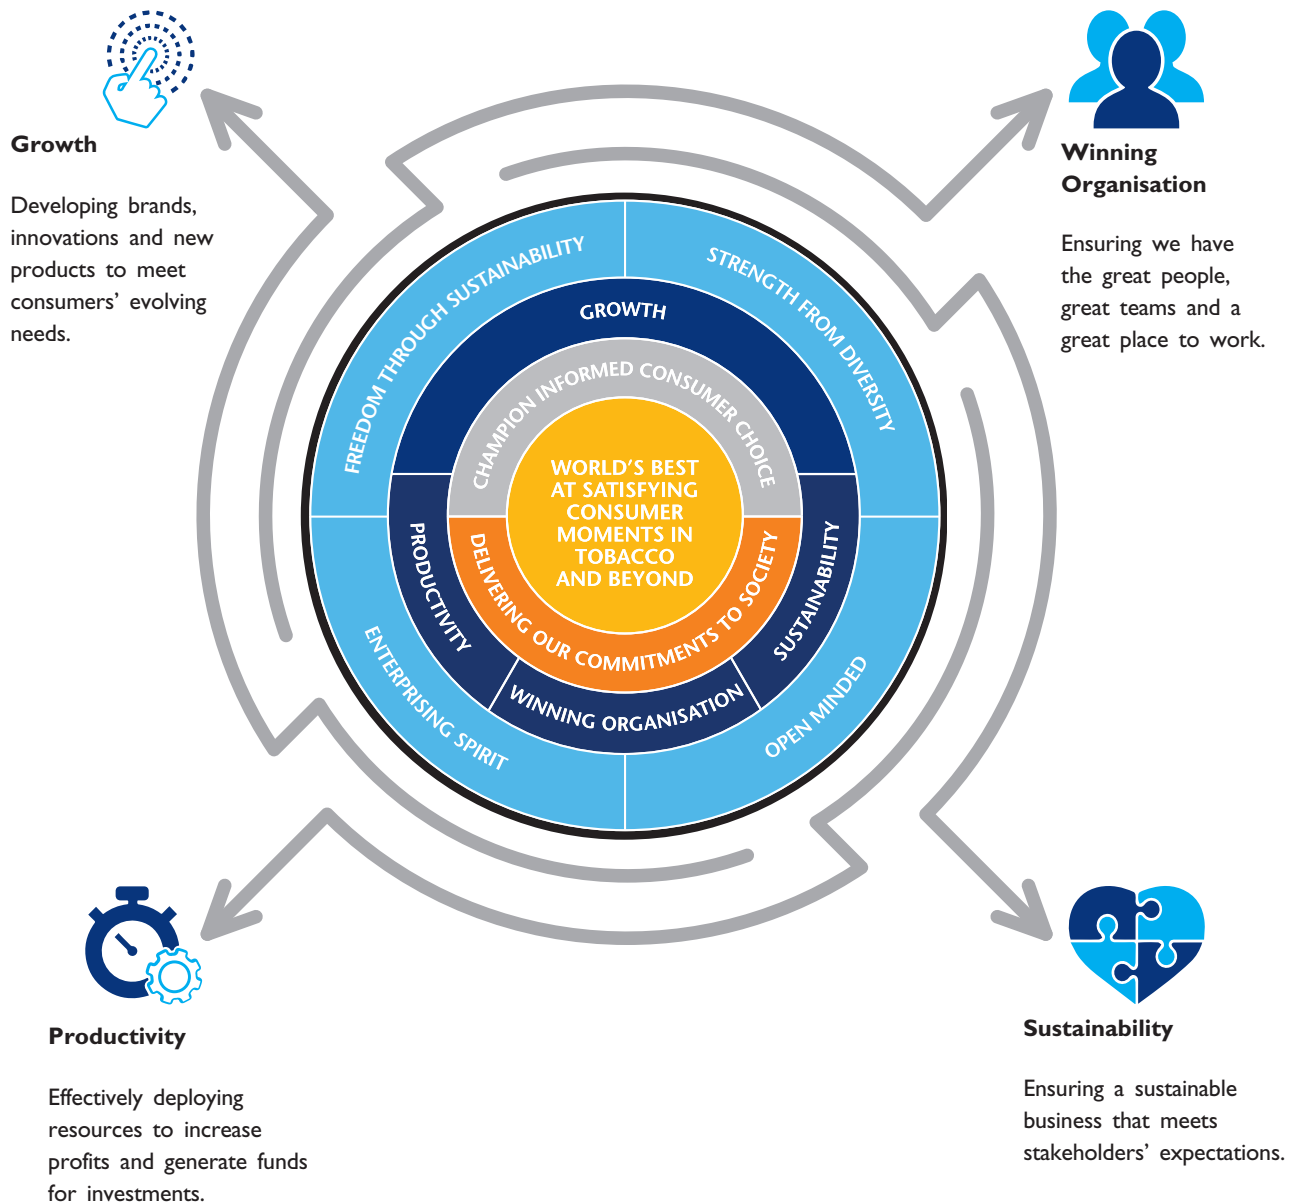 Growth
Developing brands,
innovations and new
products to meet
consumers’ evolving
needs.
Winning
Organisation
Ensuring we have
the great people,
great teams and a
great place to work.
FREEDOM THROUGH SUSTAINABILITY
STRENGTH FROM DIVERSITY
GROWTH
CHAMPION INFORMED CONSUMER CHOICE
WORLD’S BEST
AT SATISFYING
CONSUMER
MOMENTS IN
TOBACCO
AND BEYOND
DELIVERING OUR COMMITMENTS TO SOCIETY
PRODUCTIVITY
WINNING ORGANISATION
SUSTAINABILITY
ENTERPRISING SPIRIT
OPEN MINDED
Productivity
Effectively deploying
resources to increase
profits and generate funds
for investments.
Sustainability
Ensuring a sustainable
business that meets
stakeholders’ expectations.